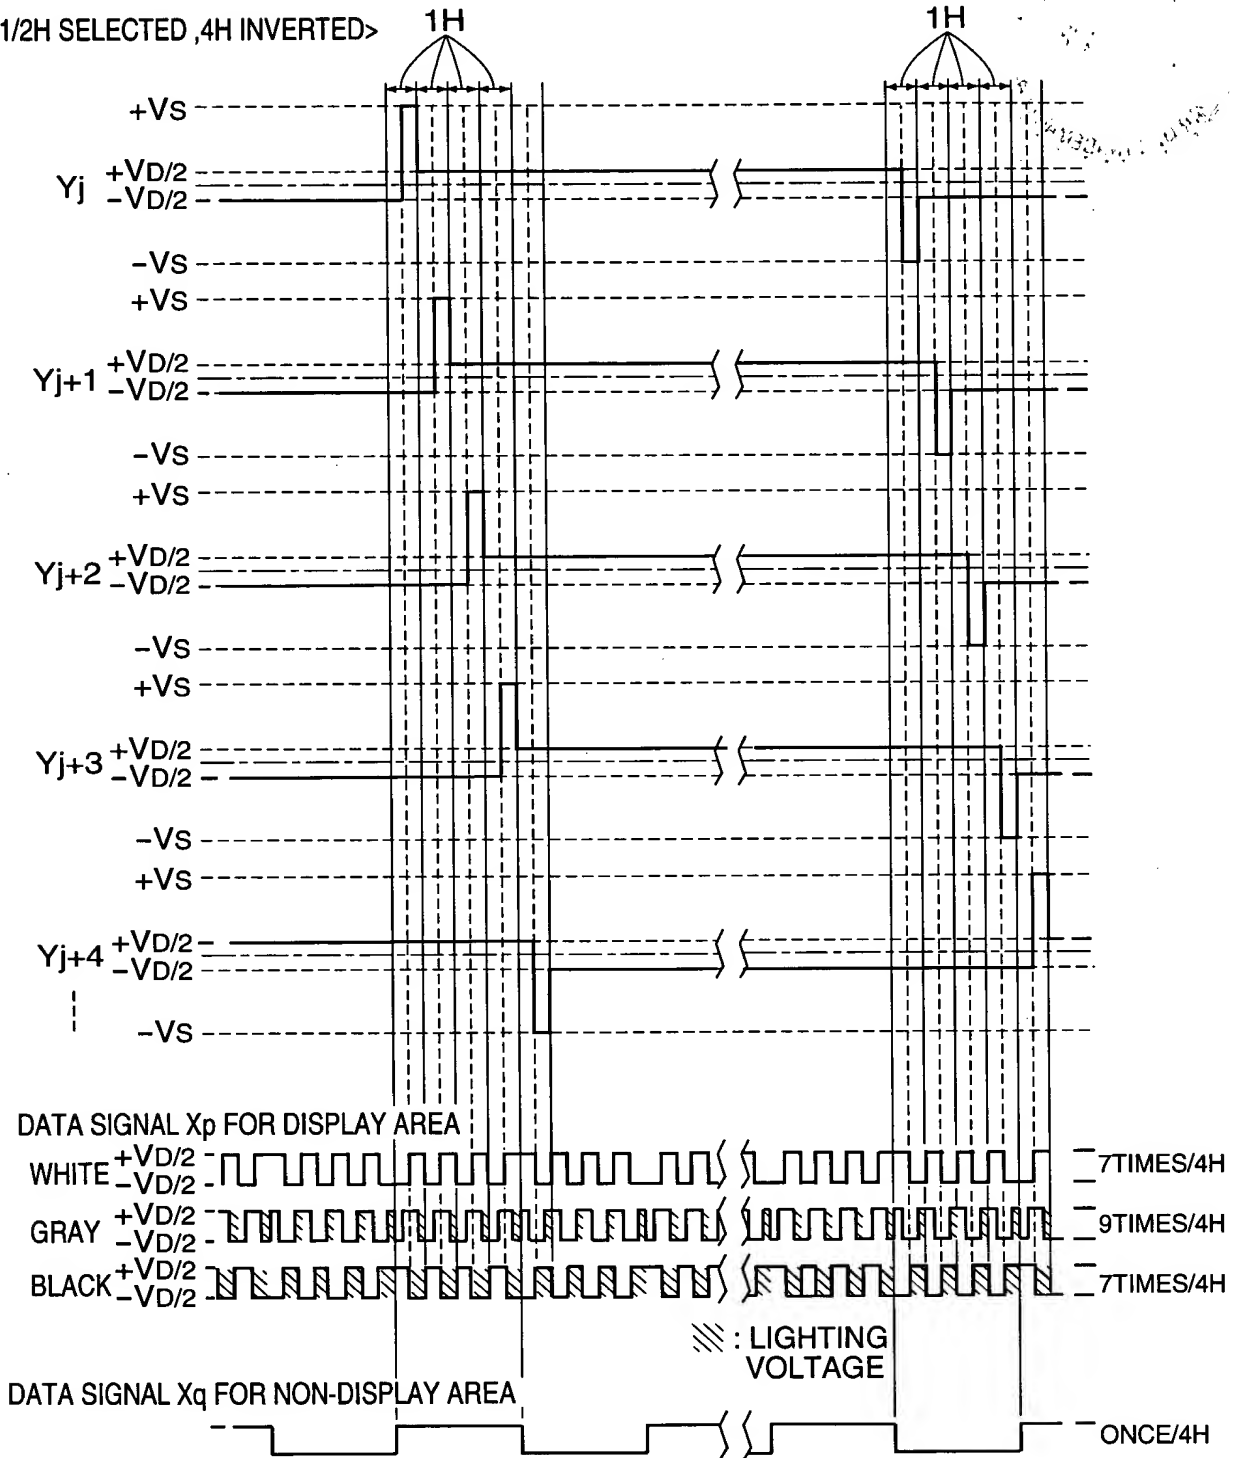 1/2H SELECTED ,4H INVERTED>
1H
1H
+VS
Yj +VD/2
−VD/2
−VS
+VS
Yj+1 +VD/2
−VD/2
−VS
+VS
Yj+2 +VD/2
−VD/2
−VS
+VS
Yj+3 +VD/2
−VD/2
−VS
+VS
Yj+4 +VD/2
−VD/2
−VS
DATA SIGNAL Xp FOR DISPLAY AREA
WHITE +VD/2
−VD/2
7TIMES/4H
GRAY +VD/2
−VD/2
9TIMES/4H
BLACK +VD/2
−VD/2
7TIMES/4H
: LIGHTING
VOLTAGE
DATA SIGNAL Xq FOR NON-DISPLAY AREA
ONCE/4H